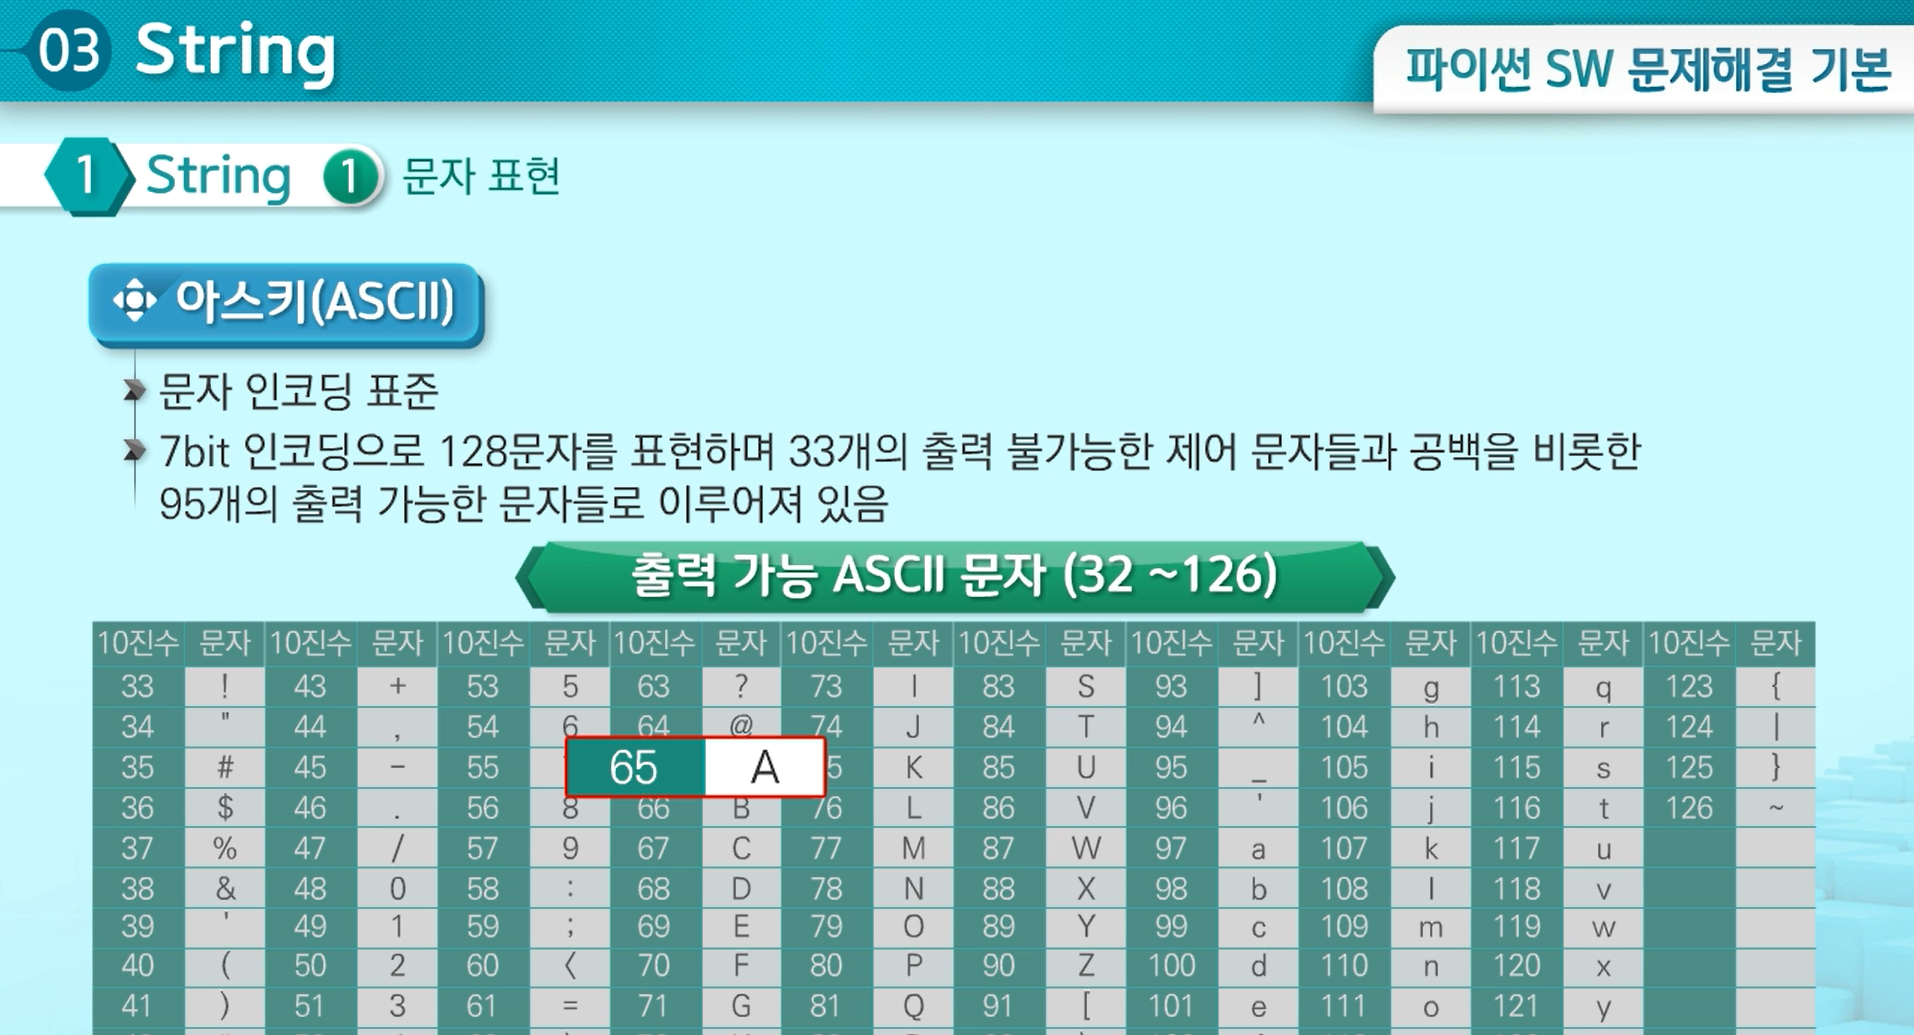 03 String
파이썬 SW 문제해결 기본
1 String 1 문자 표현
아스키(ASCII)
문자 인코딩 표준
7bit 인코딩으로 128문자를 표현하며 33개의 출력 불가능한 제어 문자들과 공백을 비롯한
95개의 출력 가능한 문자들로 이루어져 있음
출력 가능 ASCII 문자 (32 ~126)
10진수 문자 10진수 문자 10진수 문자 10진수 문자 10진수 문자 10진수 문자 10진수 문자 10진수 문자 10진수 문자 10진수 문자
33 ! 43 + 53 5 63 ? 73 I 83 S 93 ] 103 g 113 q 123 {
34 " 44 , 54 6 64 @ 74 J 84 T 94 ^ 104 h 114 r 124 |
35 # 45 - 55 65 A 5 K 85 U 95 _ 105 i 115 s 125 }
36 $ 46 . 56 8 66 B 76 L 86 V 96 ' 106 j 116 t 126 ~
37 % 47 / 57 9 67 C 77 M 87 W 97 a 107 k 117 u
38 & 48 0 58 : 68 D 78 N 88 X 98 b 108 l 118 v
39 ' 49 1 59 ; 69 E 79 O 89 Y 99 c 109 m 119 w
40 ( 50 2 60 〈 70 F 80 P 90 Z 100 d 110 n 120 x
41 ) 51 3 61 = 71 G 81 Q 91 [ 101 e 111 o 121 y